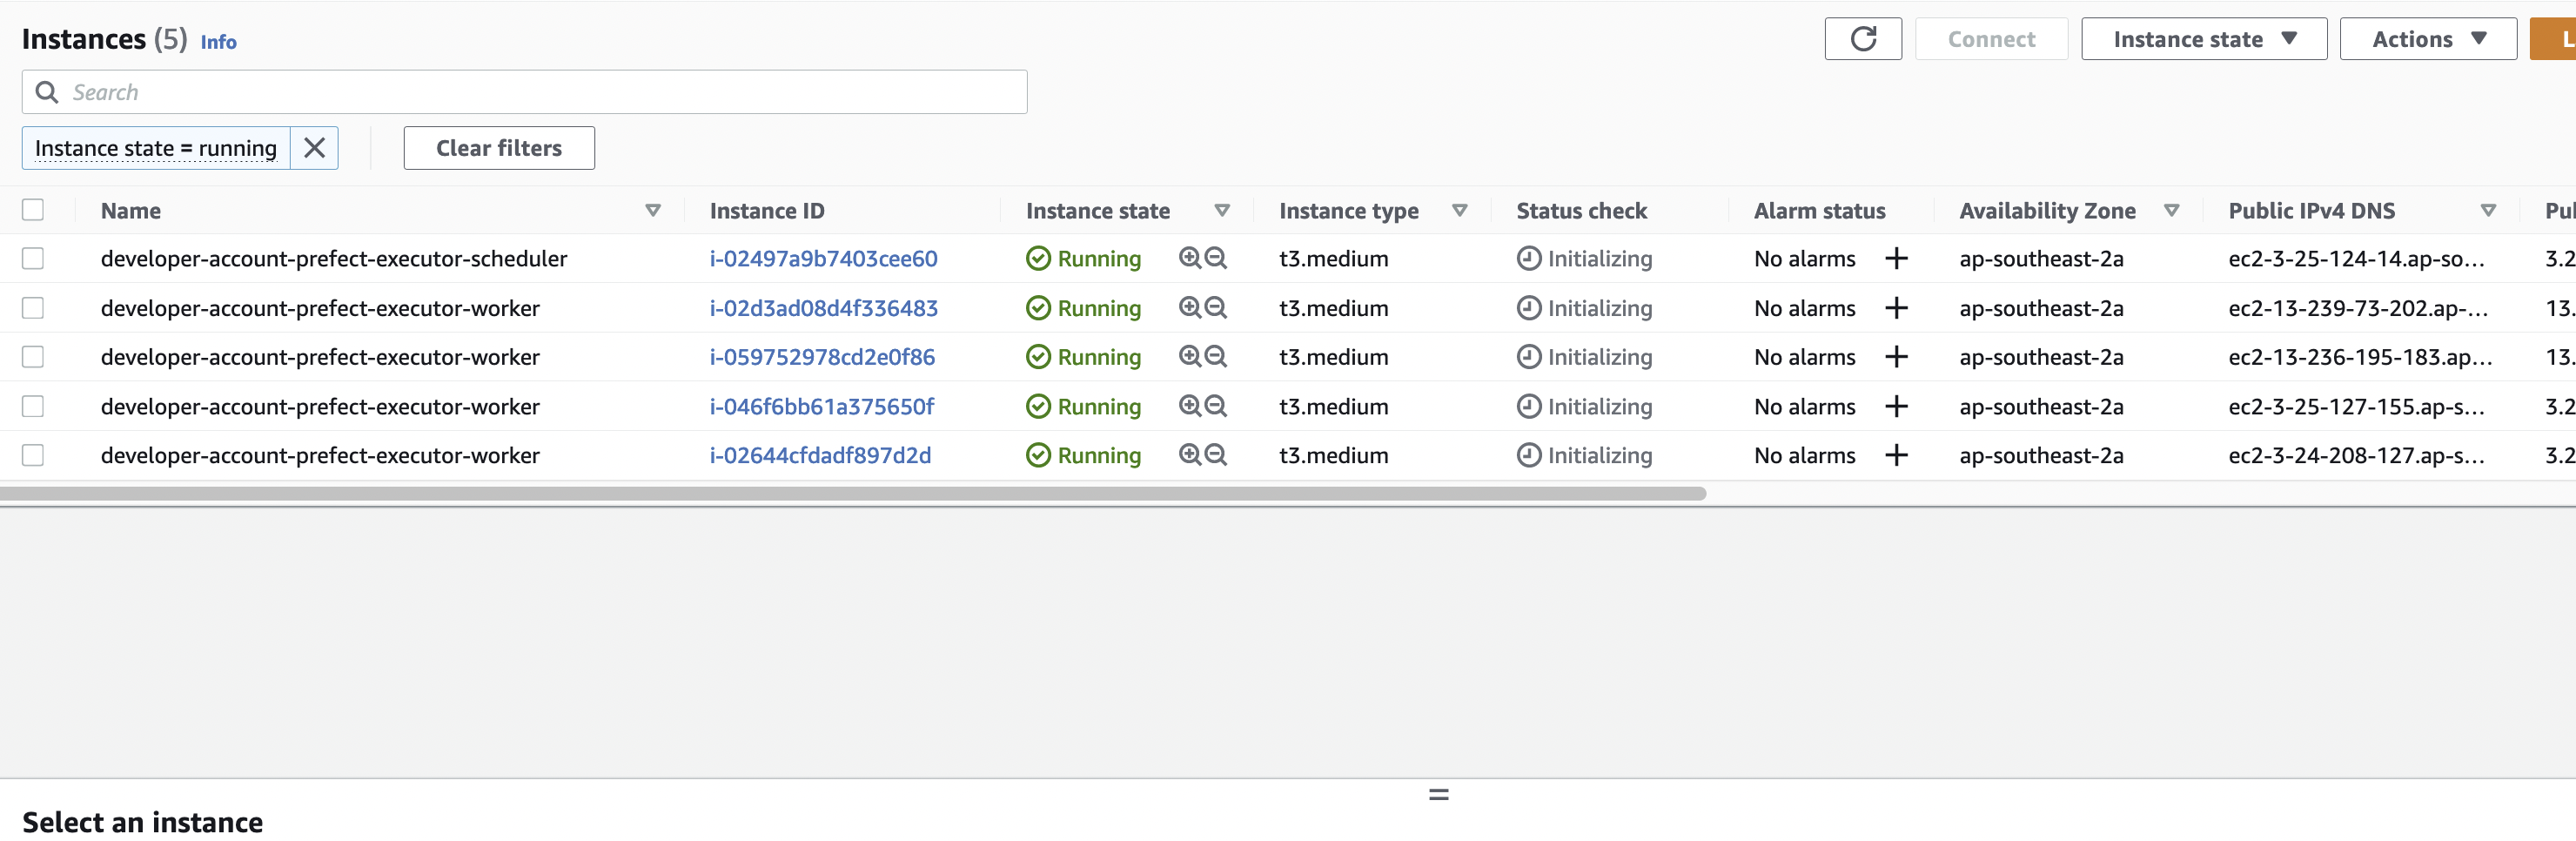 Instances (5) Info
Connect Instance state Actions L
Search
Instance state = running Clear filters
Name Instance ID Instance state Instance type Status check Alarm status Availability Zone Public IPv4 DNS Pul
developer-account-prefect-executor-scheduler i-02497a9b7403cee60 Running t3.medium Initializing No alarms ap-southeast-2a ec2-3-25-124-14.ap-so... 3.2
developer-account-prefect-executor-worker i-02d3ad08d4f336483 Running t3.medium Initializing No alarms ap-southeast-2a ec2-13-239-73-202.ap-... 13.
developer-account-prefect-executor-worker i-059752978cd2e0f86 Running t3.medium Initializing No alarms ap-southeast-2a ec2-13-236-195-183.ap... 13.
developer-account-prefect-executor-worker i-046f6bb61a375650f Running t3.medium Initializing No alarms ap-southeast-2a ec2-3-25-127-155.ap-s... 3.2
developer-account-prefect-executor-worker i-02644cfdadf897d2d Running t3.medium Initializing No alarms ap-southeast-2a ec2-3-24-208-127.ap-s... 3.2
Select an instance